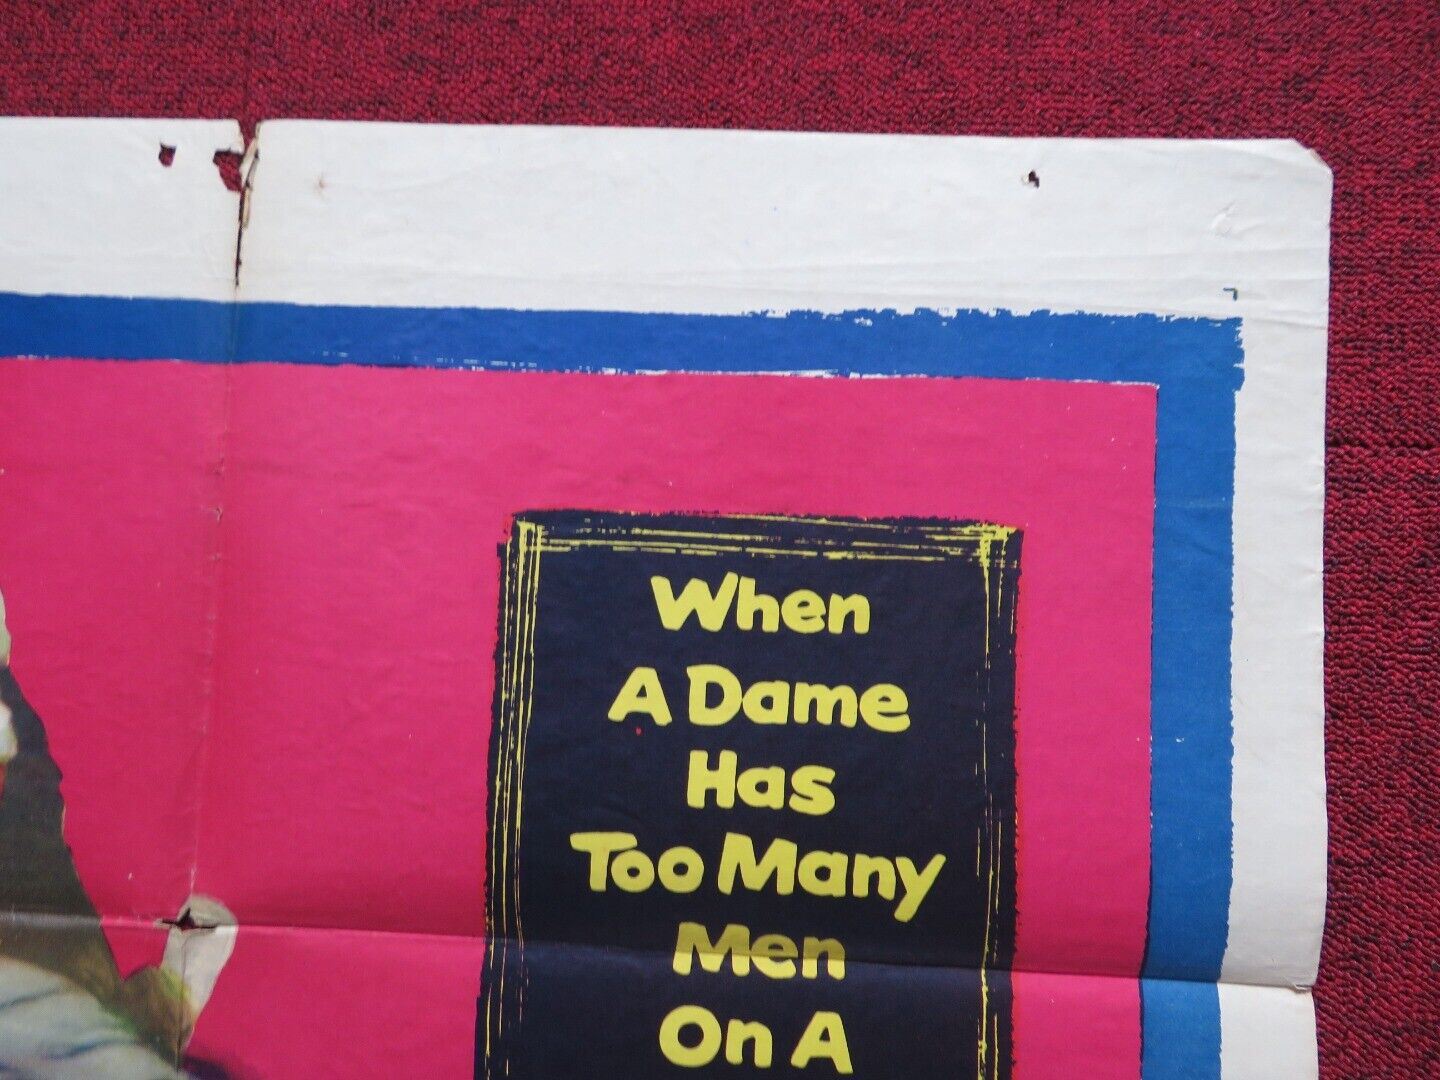 When
A Dame
Has
Too Many
Men
On A